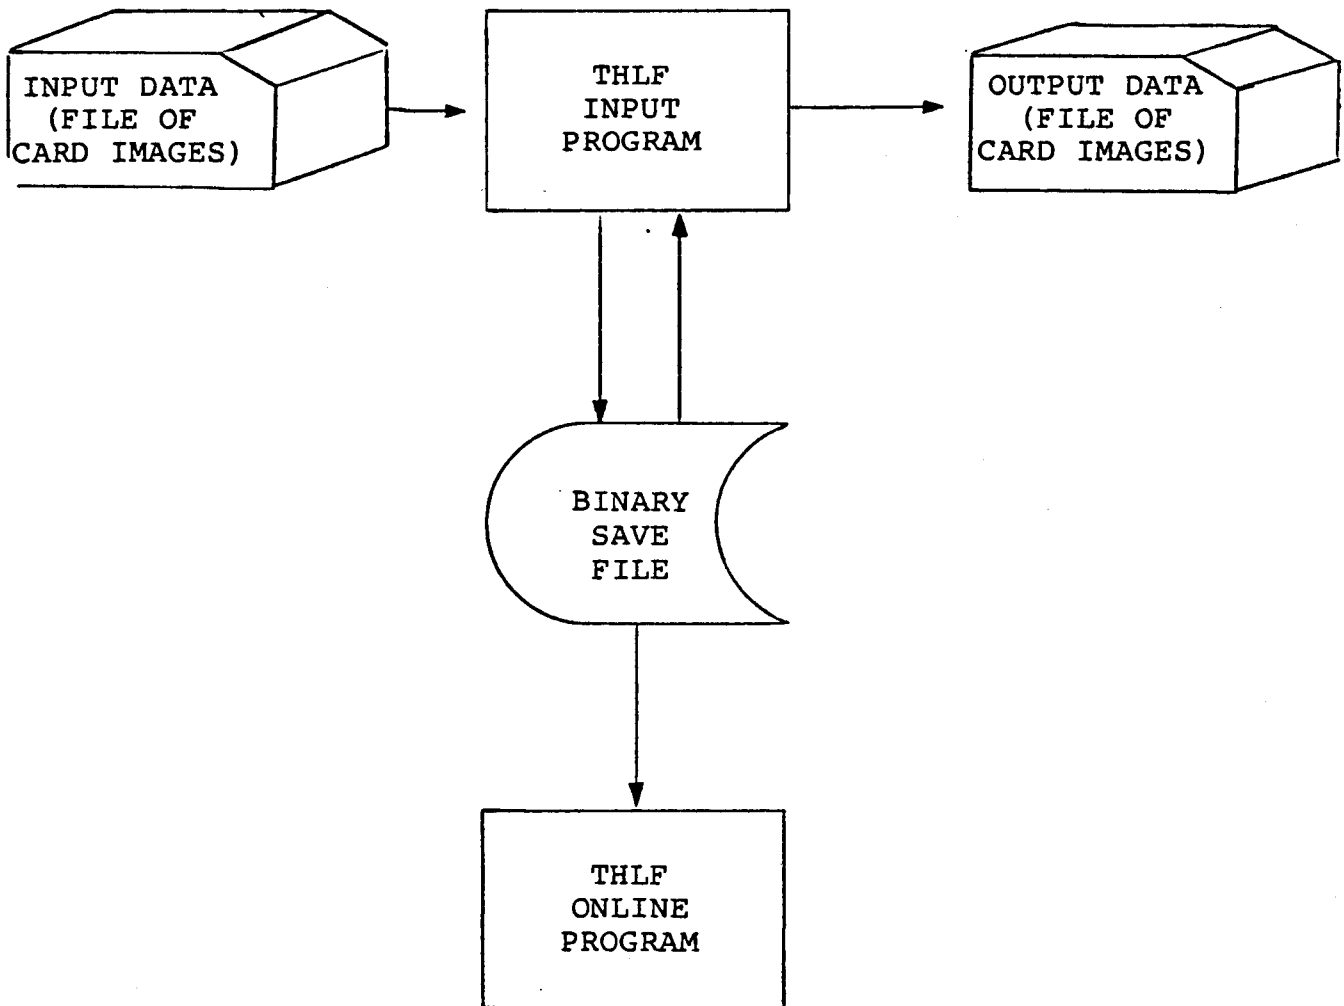 INPUT DATA
(FILE OF
CARD IMAGES)
THLF
INPUT
PROGRAM
OUTPUT DATA
(FILE OF
CARD IMAGES)
BINARY
SAVE
FILE
THLF
ONLINE
PROGRAM